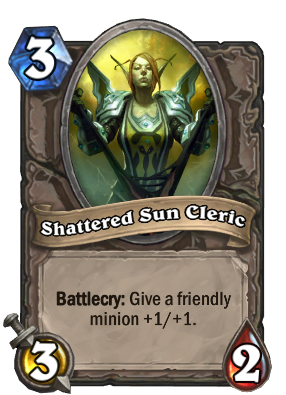 3
Shattered Sun Cleric
Battlecry: Give a friendly
minion +1/+1.
3
2